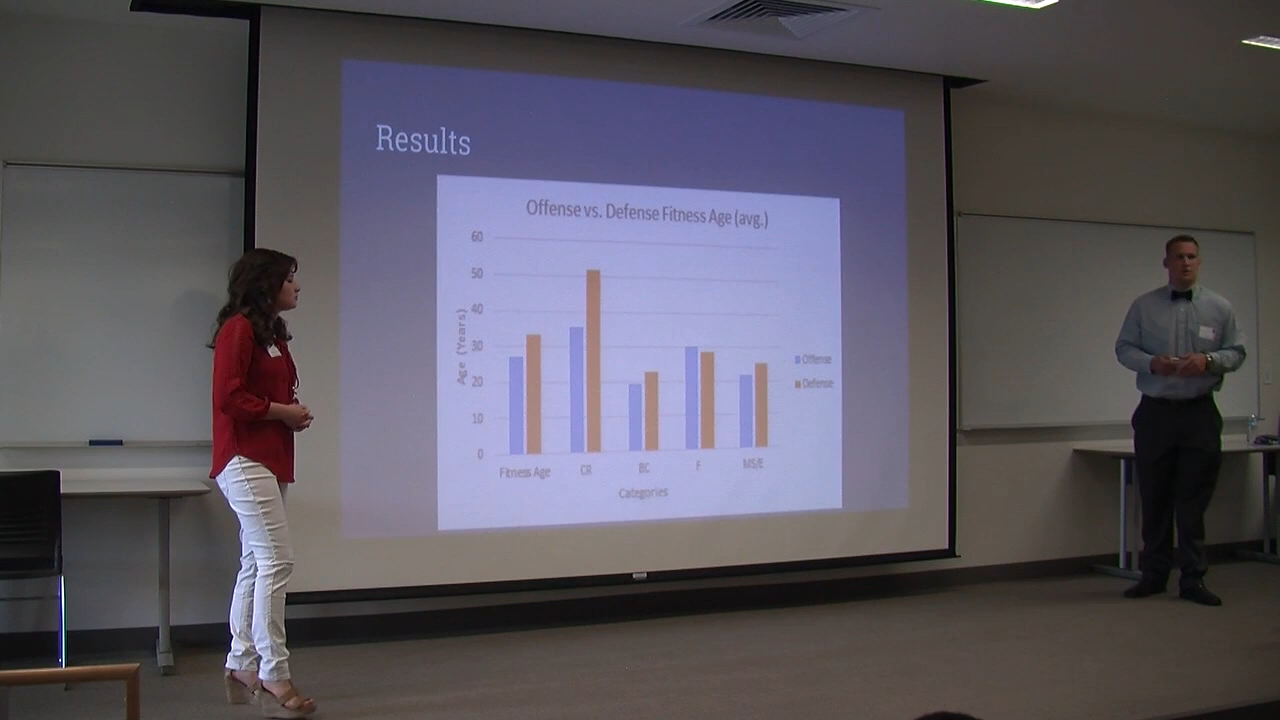 Results
Offense vs. Defense Fitness Age (avg.)
60
50
40
30
20
10
0
Age (Years)
Fitness Age CR BC F MS/E
Categories
Offense
Defense